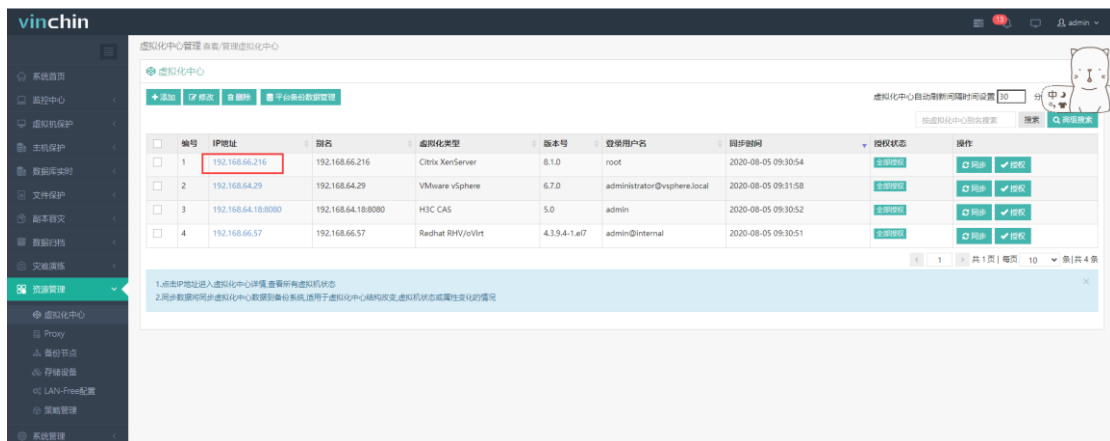 vinchin
13
admin
虚拟化中心管理 查看/管理虚拟化中心
系统首页
监控中心
虚拟机保护
主机保护
数据库实时
文件保护
副本容灾
数据归档
灾难演练
资源管理
虚拟化中心
Proxy
备份节点
存储设备
LAN-Free配置
策略管理
系统管理
虚拟化中心
+添加 修改 删除 平台备份数据管理
虚拟化中心自动刷新间隔时间设置 30 分
中
按虚拟化中心别名搜索 搜索 高级搜索
编号 IP地址 别名 虚拟化类型 版本号 登录用户名 同步时间 授权状态 操作
1 192.168.66.216 192.168.66.216 Citrix XenServer 8.1.0 root 2020-08-05 09:30:54 全部授权 同步 授权
2 192.168.64.29 192.168.64.29 VMware vSphere 6.7.0 administrator@vsphere.local 2020-08-05 09:31:58 全部授权 同步 授权
3 192.168.64.18:8080 192.168.64.18:8080 H3C CAS 5.0 admin 2020-08-05 09:30:52 全部授权 同步 授权
4 192.168.66.57 192.168.66.57 Redhat RHV/oVirt 4.3.9.4-1.el7 admin@internal 2020-08-05 09:30:51 全部授权 同步 授权
< 1 > 共1页|每页 10 条|共4条
1.点击IP地址进入虚拟化中心详情,查看所有虚拟机状态
2.同步数据将同步虚拟化中心数据到备份系统,适用于虚拟化中心结构改变,虚拟机状态或属性变化的情况